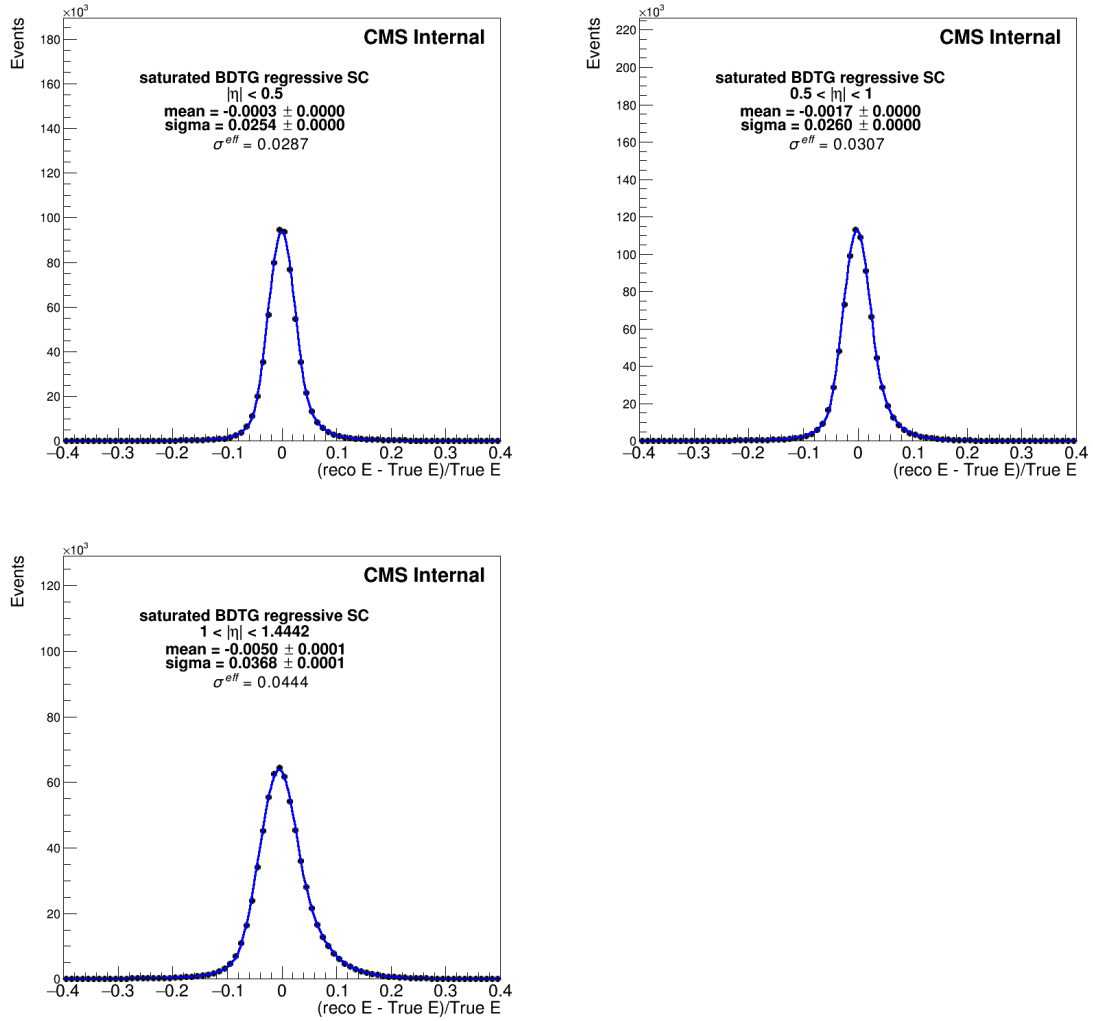 ×10³
Events
180
160
140
120
100
80
60
40
20
0
CMS Internal
saturated BDTG regressive SC
|η| < 0.5
mean = -0.0003 ± 0.0000
sigma = 0.0254 ± 0.0000
σ^eff = 0.0287
−0.4 −0.3 −0.2 −0.1 0 0.1 0.2 0.3 0.4
(reco E - True E)/True E
×10³
Events
220
200
180
160
140
120
100
80
60
40
20
0
CMS Internal
saturated BDTG regressive SC
0.5 < |η| < 1
mean = -0.0017 ± 0.0000
sigma = 0.0260 ± 0.0000
σ^eff = 0.0307
−0.4 −0.3 −0.2 −0.1 0 0.1 0.2 0.3 0.4
(reco E - True E)/True E
×10³
Events
120
100
80
60
40
20
0
CMS Internal
saturated BDTG regressive SC
1 < |η| < 1.4442
mean = -0.0050 ± 0.0001
sigma = 0.0368 ± 0.0001
σ^eff = 0.0444
−0.4 −0.3 −0.2 −0.1 0 0.1 0.2 0.3 0.4
(reco E - True E)/True E